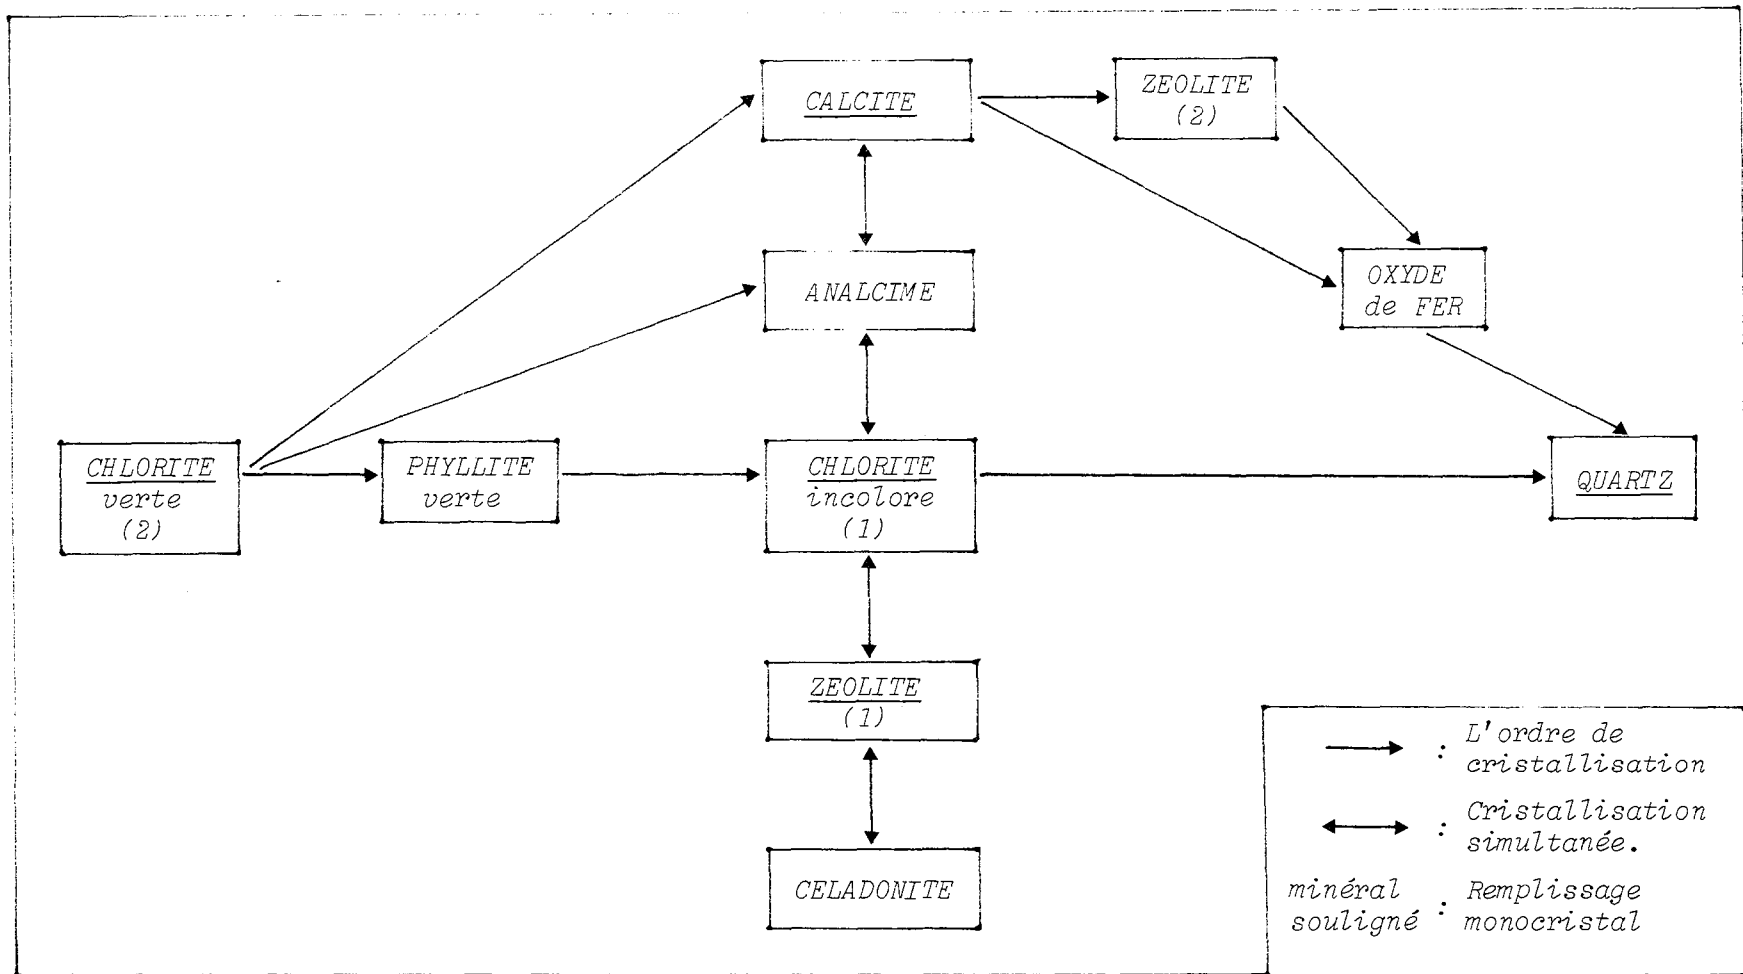 CALCITE
ZEOLITE
(2)
ANALCIME
OXYDE
de FER
CHLORITE
verte
(2)
PHYLLITE
verte
CHLORITE
incolore
(1)
QUARTZ
ZEOLITE
(1)
CELADONITE
: L'ordre de
cristallisation
: Cristallisation
simultanée.
minéral
souligné : Remplissage
monocristal